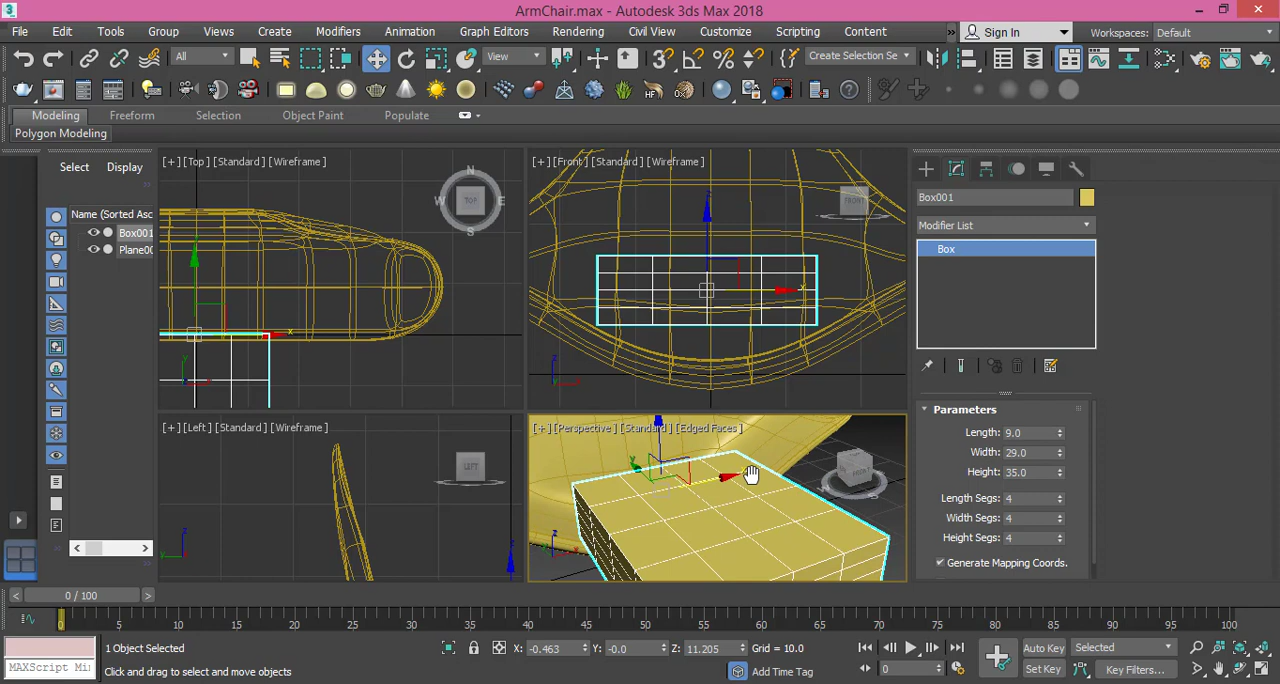 ArmChair.max - Autodesk 3ds Max 2018
File Edit Tools Group Views Create Modifiers Animation Graph Editors Rendering Civil View Customize Scripting Content » Sign In Workspaces: Default
All View Create Selection Se
Modeling Freeform Selection Object Paint Populate
Polygon Modeling
Select Display
Name (Sorted Asc
Box001
Plane00
[+] [Top] [Standard] [Wireframe]
N
W TOP E
S
[+] [Front] [Standard] [Wireframe]
FRONT
[+] [Left] [Standard] [Wireframe]
LEFT
[+] [Perspective] [Standard] [Edged Faces]
FRONT
Box001
Modifier List
Box
Parameters
Length: 9.0
Width: 29.0
Height: 35.0
Length Segs: 4
Width Segs: 4
Height Segs: 4
Generate Mapping Coords.
0 / 100
0 5 10 15 20 25 30 35 40 45 50 55 60 65 70 75 80 85 90 95 100
MAXScript Mi
1 Object Selected
Click and drag to select and move objects
X: -0.463 Y: -0.0 Z: 11.205 Grid = 10.0
Add Time Tag
0
Auto Key Selected
Set Key Key Filters...